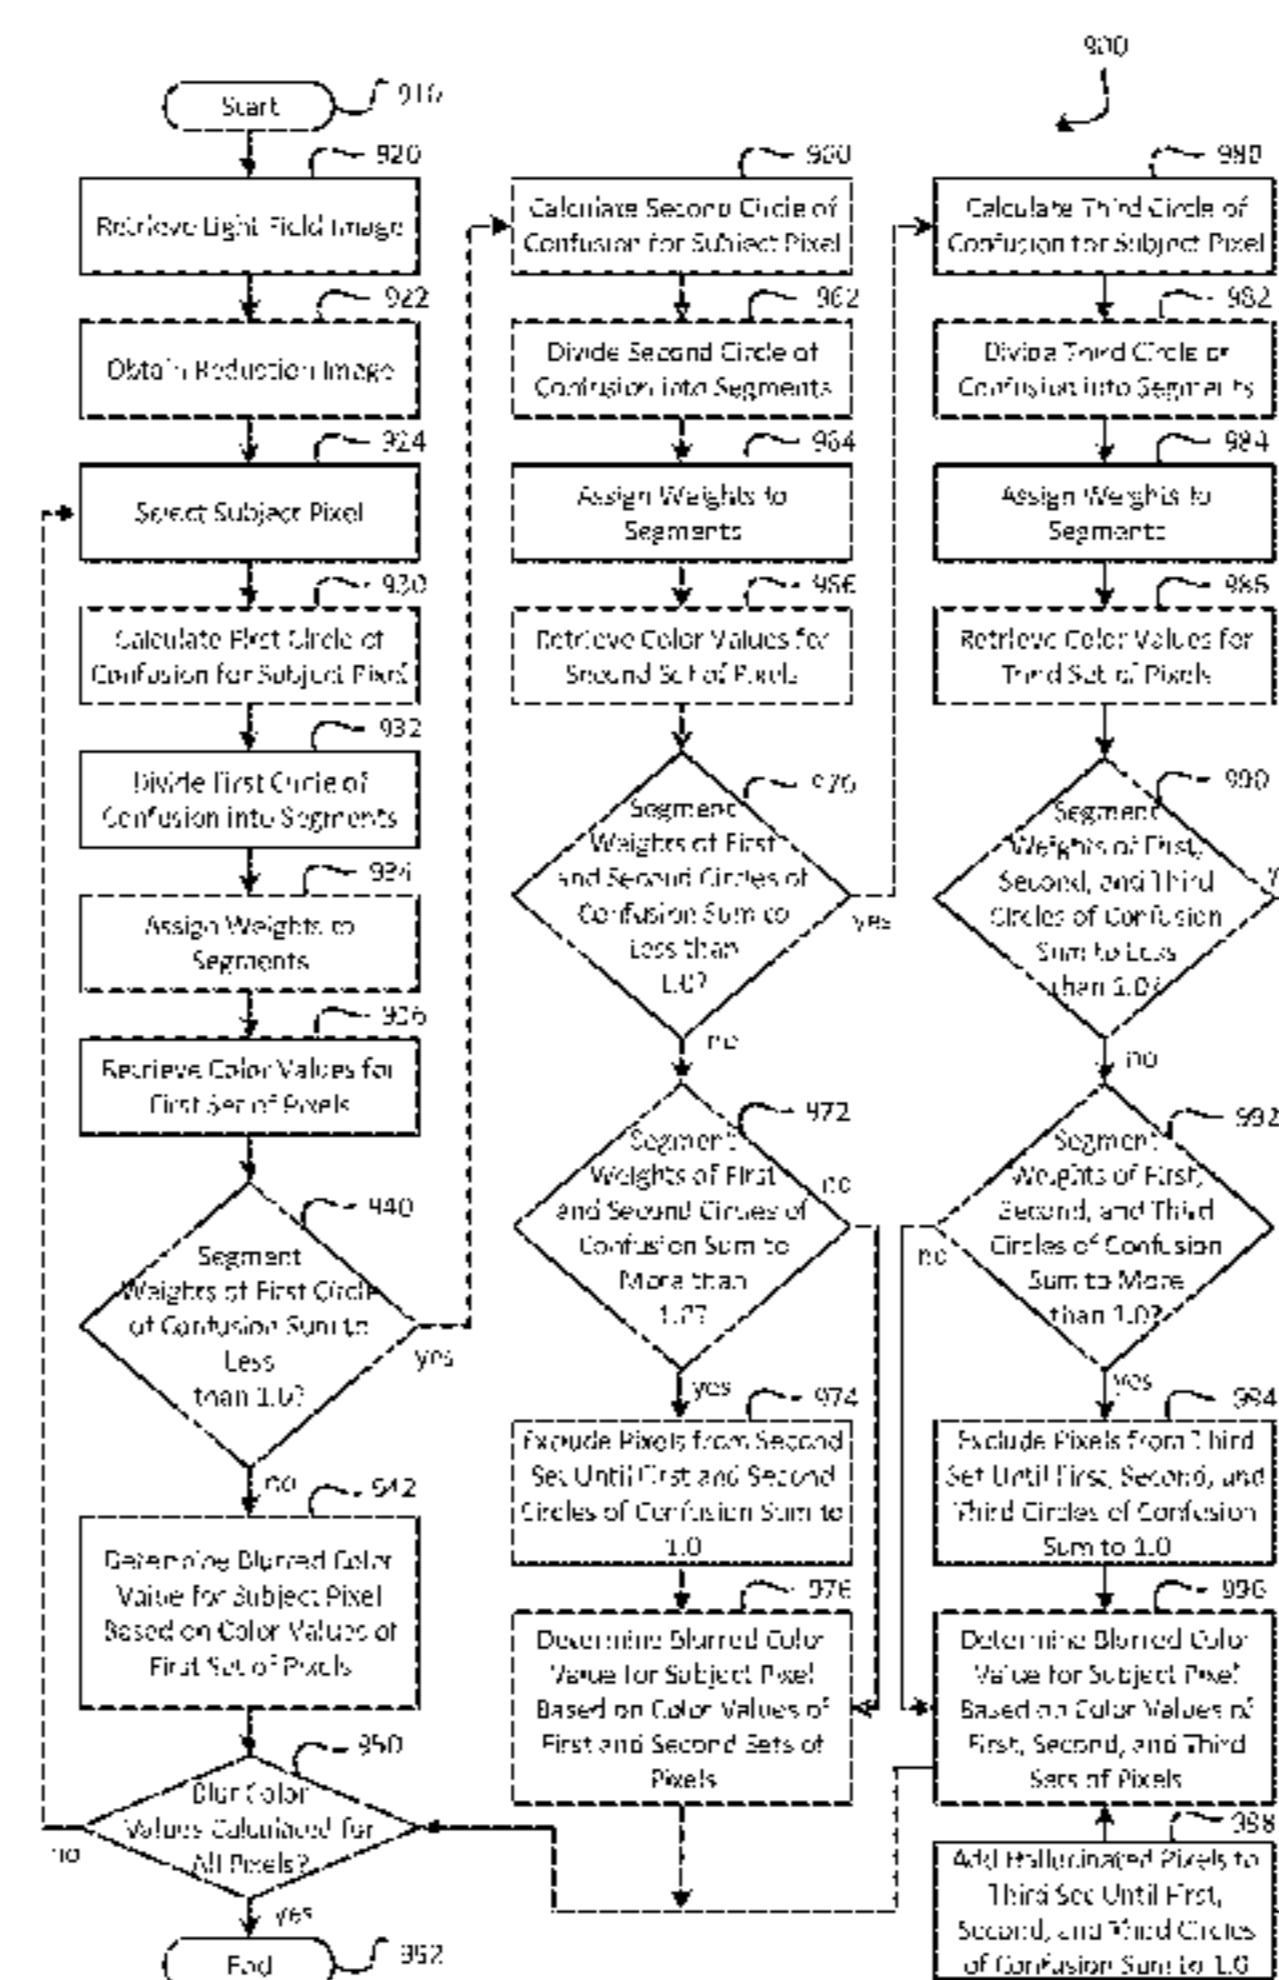 900
Start
910
920
Retrieve Light Field Image
922
Obtain Reduction Image
924
Select Subject Pixel
930
Calculate First Circle of
Confusion for Subject Pixel
932
Divide First Circle of
Confusion into Segments
934
Assign Weights to
Segments
936
Retrieve Color Values for
First Set of Pixels
940
Segment
Weights of First Circle
of Confusion Sum to
Less
than 1.0?
yes
no
942
Determine Blurred Color
Value for Subject Pixel
Based on Color Values of
First Set of Pixels
950
Blur Color
Values Calculated for
All Pixels?
no
yes
End
952
960
Calculate Second Circle of
Confusion for Subject Pixel
962
Divide Second Circle of
Confusion into Segments
964
Assign Weights to
Segments
966
Retrieve Color Values for
Second Set of Pixels
970
Segment
Weights of First
and Second Circles of
Confusion Sum to
Less than
1.0?
yes
no
972
Segment
Weights of First
and Second Circles of
Confusion Sum to
More than
1.0?
no
yes
974
Exclude Pixels from Second
Set Until First and Second
Circles of Confusion Sum to
1.0
976
Determine Blurred Color
Value for Subject Pixel
Based on Color Values of
First and Second Sets of
Pixels
980
Calculate Third Circle of
Confusion for Subject Pixel
982
Divide Third Circle of
Confusion into Segments
984
Assign Weights to
Segments
986
Retrieve Color Values for
Third Set of Pixels
990
Segment
Weights of First,
Second, and Third
Circles of Confusion
Sum to Less
than 1.0?
no
992
Segment
Weights of First,
Second, and Third
Circles of Confusion
Sum to More
than 1.0?
no
yes
994
Exclude Pixels from Third
Set Until First, Second, and
Third Circles of Confusion
Sum to 1.0
996
Determine Blurred Color
Value for Subject Pixel
Based on Color Values of
First, Second, and Third
Sets of Pixels
998
Add Hallucinated Pixels to
Third Set Until First,
Second, and Third Circles
of Confusion Sum to 1.0